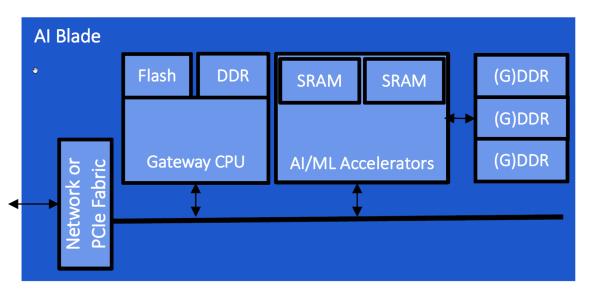 AI Blade
Flash
DDR
Gateway CPU
SRAM
SRAM
AI/ML Accelerators
(G)DDR
(G)DDR
(G)DDR
Network or
PCIe Fabric